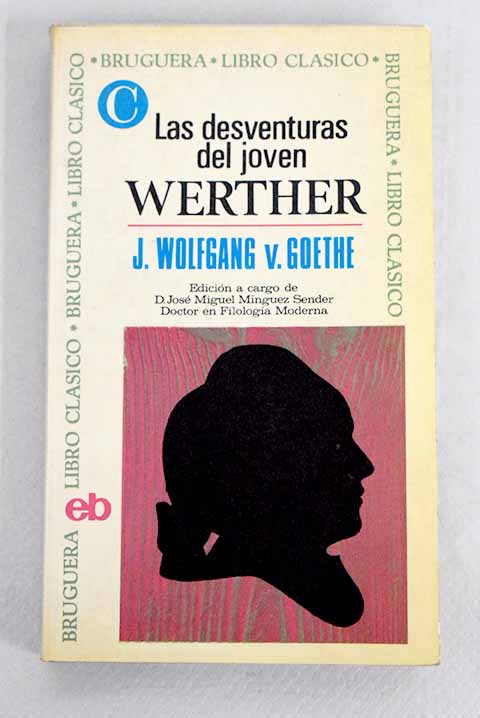 * BRUGUERA * LIBRO CLASICO *
BRUGUERA * LIBRO CLASICO * BRUGUERA * LIBRO CLASICO
BRUGUERA * LIBRO CLASICO
C
Las desventuras
del joven
WERTHER
J. WOLFGANG V. GOETHE
Edición a cargo de
D. José Miguel Mínguez Sender
Doctor en Filología Moderna
eb